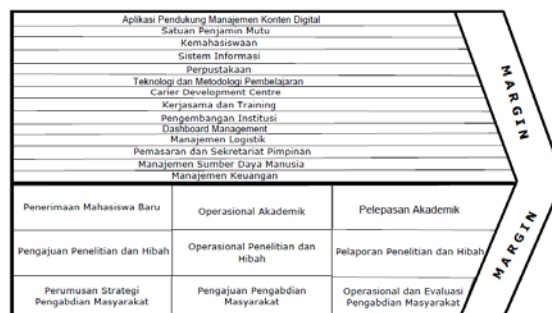 Aplikasi Pendukung Manajemen Konten Digital
Satuan Penjamin Mutu
Kemahasiswaan
Sistem Informasi
Perpustakaan
Teknologi dan Metodologi Pembelajaran
Carier Development Centre
Kerjasama dan Training
Pengembangan Institusi
Dashboard Management
Manajemen Logistik
Pemasaran dan Sekretariat Pimpinan
Manajemen Sumber Daya Manusia
Manajemen Keuangan
MARGIN
Penerimaan Mahasiswa Baru
Operasional Akademik
Pelepasan Akademik
Pengajuan Penelitian dan Hibah
Operasional Penelitian dan
Hibah
Pelaporan Penelitian dan Hibah
Perumusan Strategi
Pengabdian Masyarakat
Pengajuan Pengabdian
Masyarakat
Operasional dan Evaluasi
Pengabdian Masyarakat
MARGIN